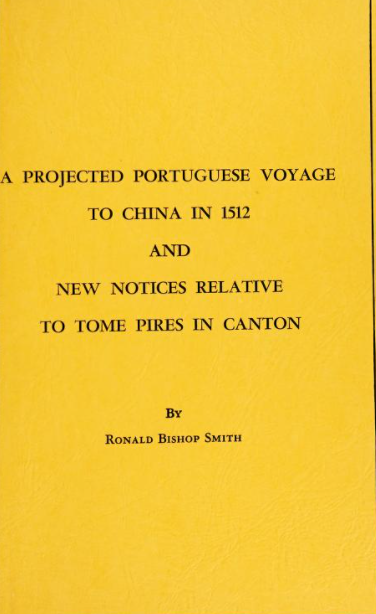 A PROJECTED PORTUGUESE VOYAGE
TO CHINA IN 1512
AND
NEW NOTICES RELATIVE
TO TOME PIRES IN CANTON
By
Ronald Bishop Smith